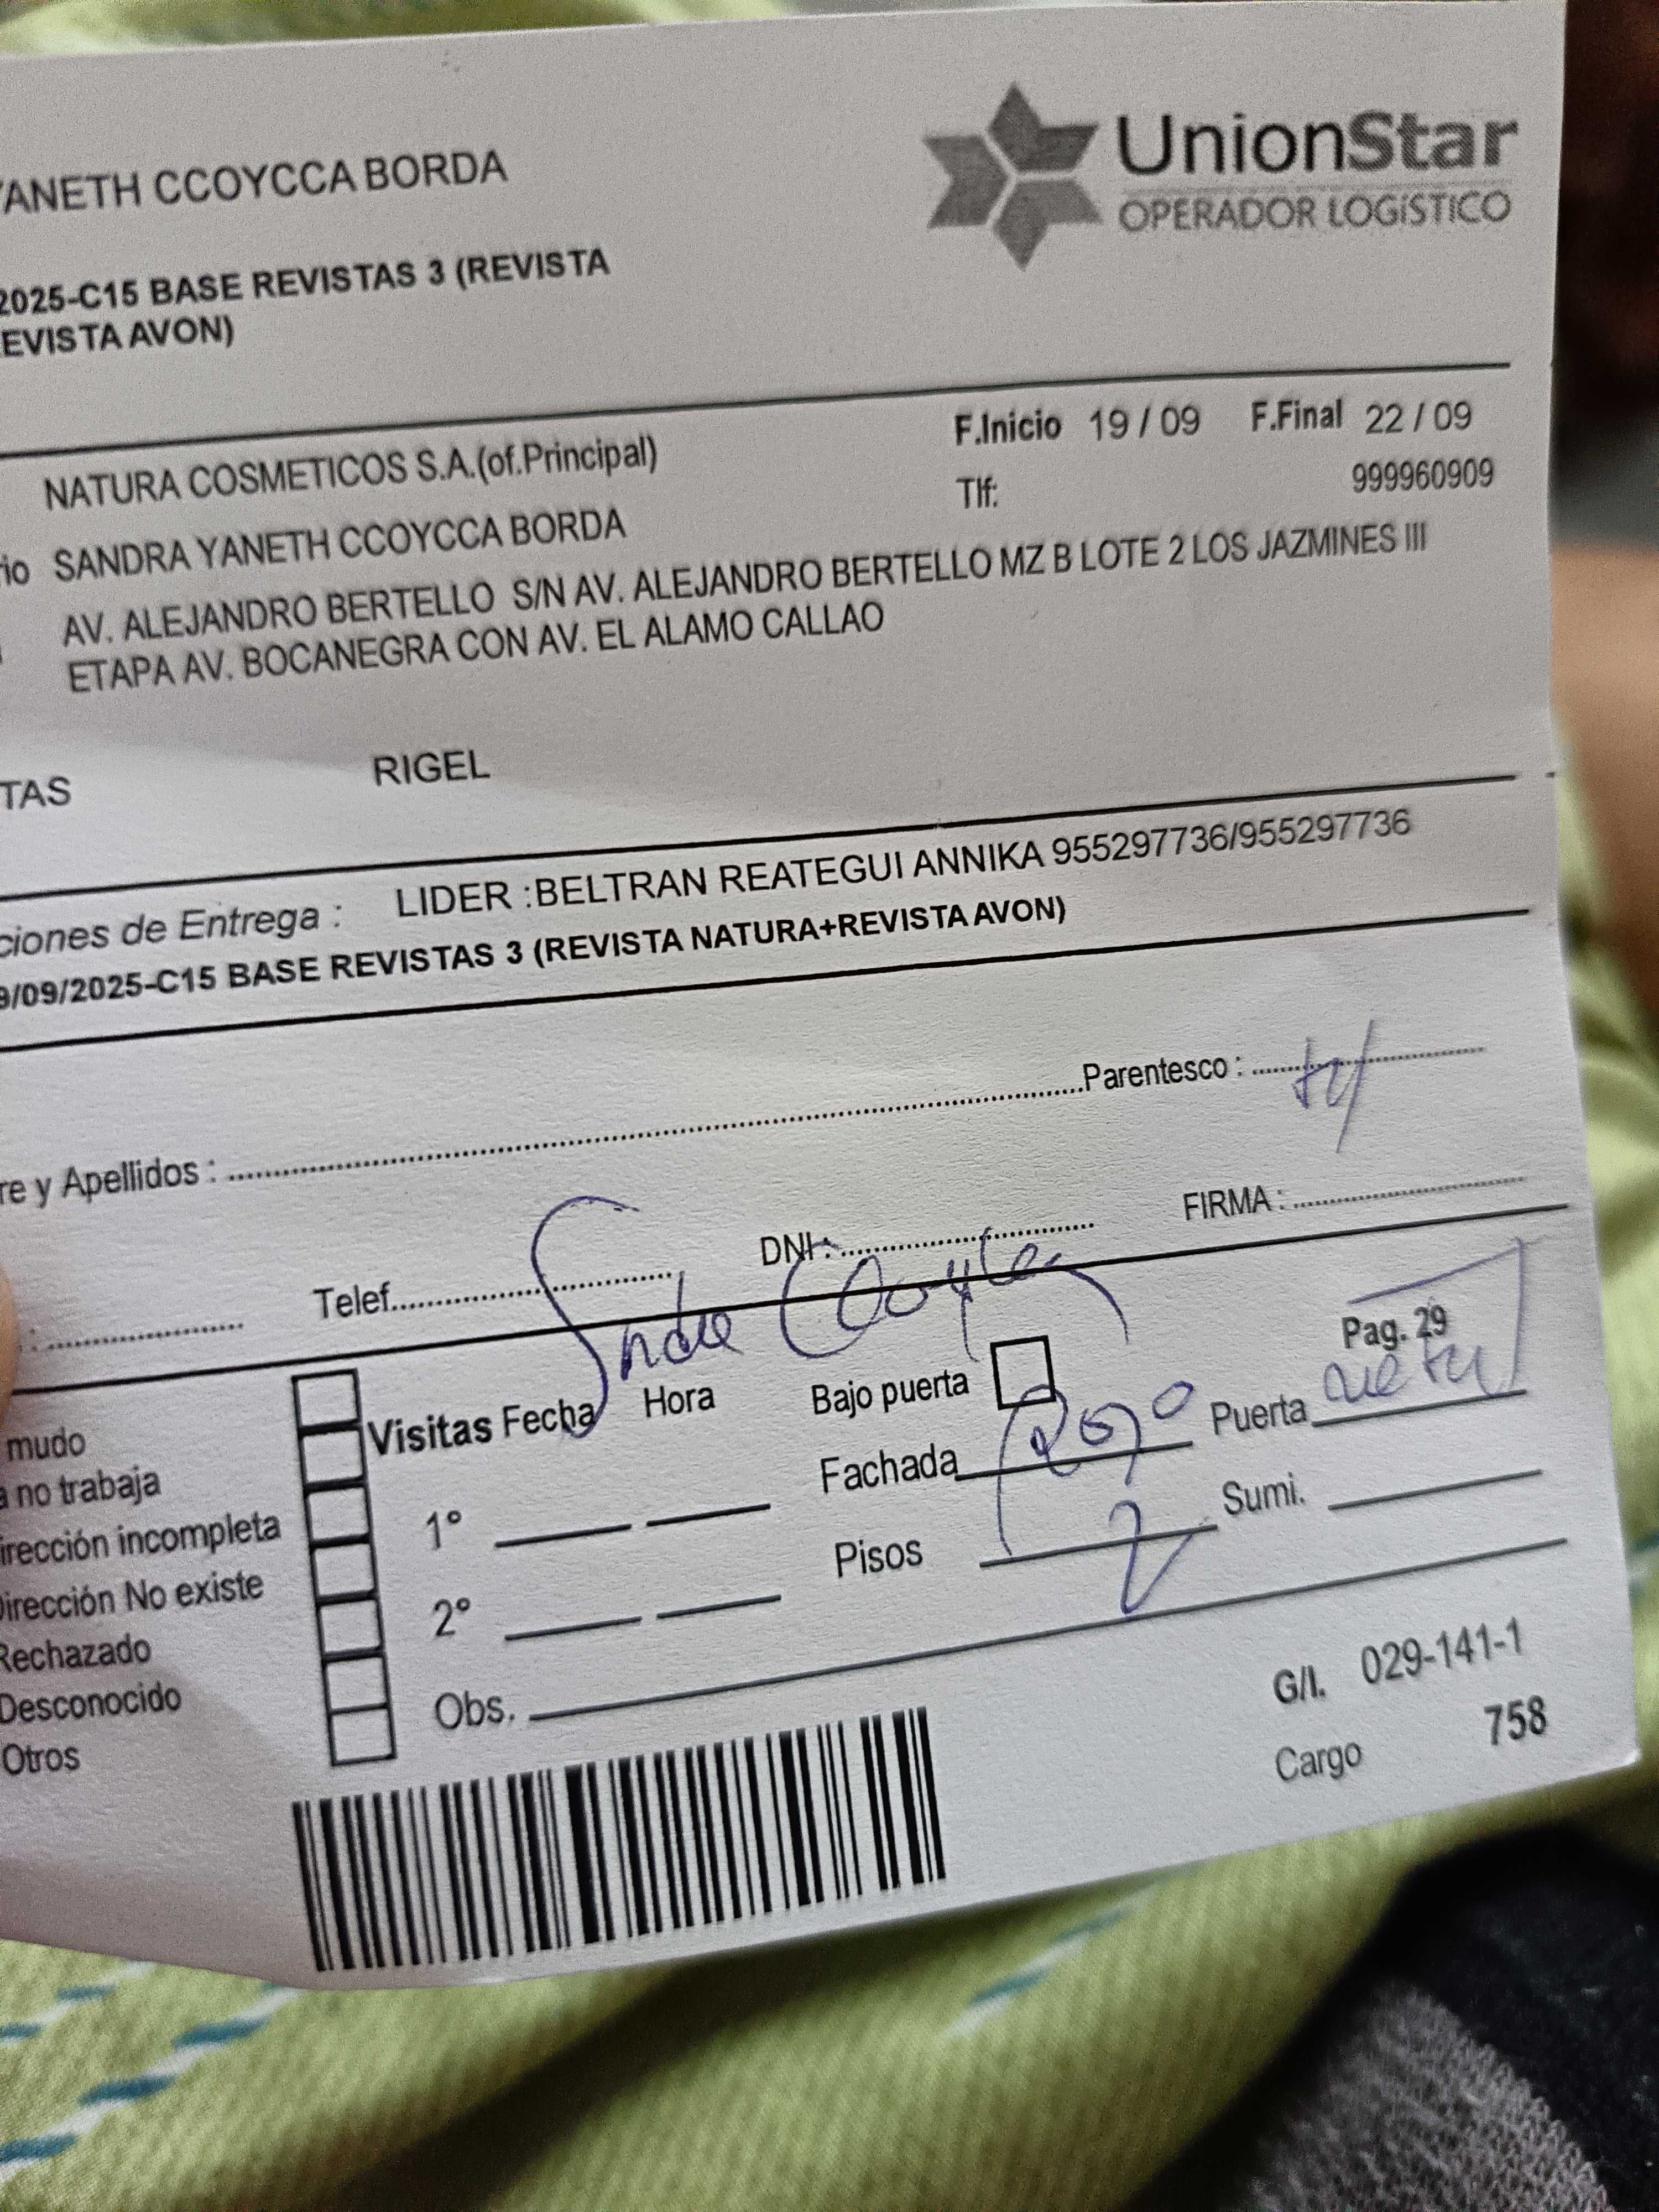 YANETH CCOYCCA BORDA
UnionStar
OPERADOR LOGÍSTICO
2025-C15 BASE REVISTAS 3 (REVISTA
EVISTA AVON)
F.Inicio 19 / 09 F.Final 22 / 09
NATURA COSMETICOS S.A.(of.Principal)
Tlf: 999960909
io SANDRA YANETH CCOYCCA BORDA
AV. ALEJANDRO BERTELLO S/N AV. ALEJANDRO BERTELLO MZ B LOTE 2 LOS JAZMINES III
ETAPA AV. BOCANEGRA CON AV. EL ALAMO CALLAO
TAS RIGEL
ciones de Entrega : LIDER :BELTRAN REATEGUI ANNIKA 955297736/955297736
9/09/2025-C15 BASE REVISTAS 3 (REVISTA NATURA+REVISTA AVON)
re y Apellidos : Parentesco :
: Telef. DNI : FIRMA :
Pag. 29
mudo
a no trabaja
irección incompleta
Dirección No existe
Rechazado
Desconocido
Otros
Visitas Fecha Hora
1°
2°
Obs.
Bajo puerta
Fachada Rojo Puerta
Pisos 2 Sumi.
G/I. 029-141-1
Cargo 758